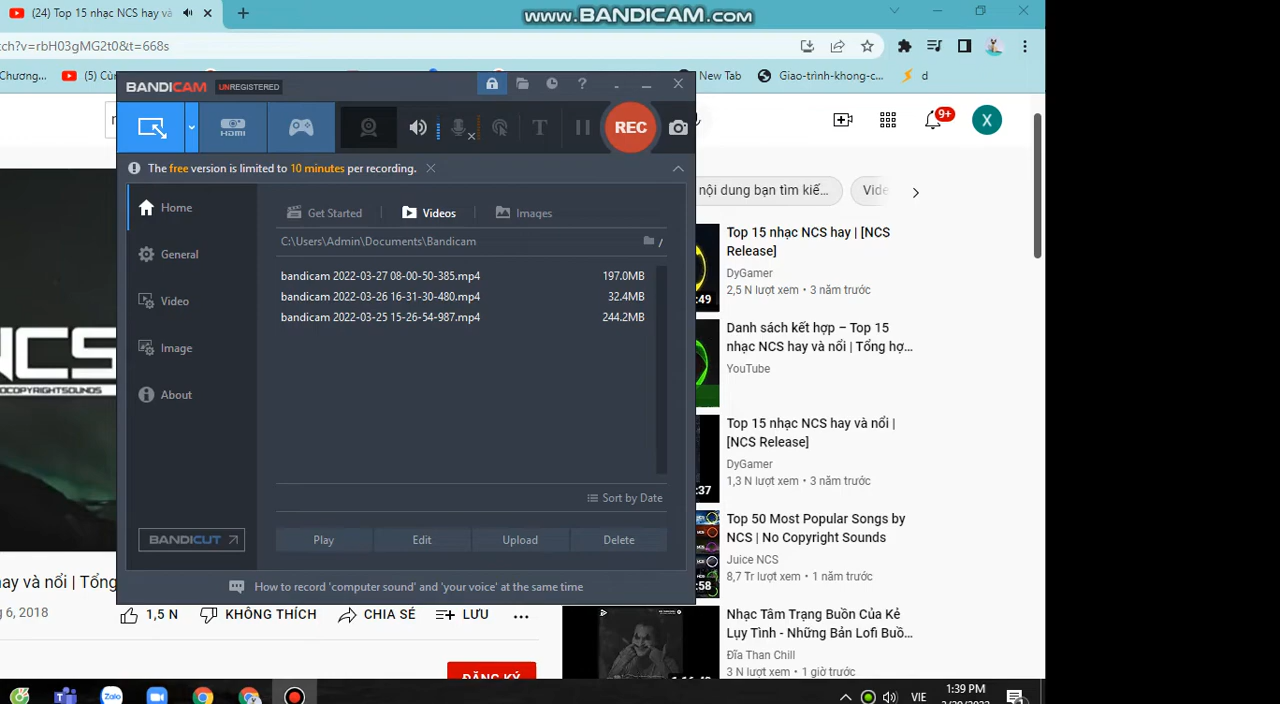 (24) Top 15 nhạc NCS hay và
www.BANDICAM.com
tch?v=rbH03gMG2t0&t=668s
Chương...
(5) Cùn
New Tab
Giao-trình-khong-c...
d
BANDICAM
UNREGISTERED
HDMI
REC
9+
X
The free version is limited to 10 minutes per recording.
nội dung bạn tìm kiế...
Vide
Home
General
Video
Image
About
BANDICUT
Get Started
Videos
Images
C:\Users\Admin\Documents\Bandicam
bandicam 2022-03-27 08-00-50-385.mp4 197.0MB
bandicam 2022-03-26 16-31-30-480.mp4 32.4MB
bandicam 2022-03-25 15-26-54-987.mp4 244.2MB
Sort by Date
Play Edit Upload Delete
How to record 'computer sound' and 'your voice' at the same time
NCS
OCOPYRIGHTSOUNDS
hay và nổi | Tổng
g 6, 2018
1,5 N
KHÔNG THÍCH
CHIA SẺ
LƯU
ĐĂNG KÝ
:49
Top 15 nhạc NCS hay | [NCS
Release]
DyGamer
2,5 N lượt xem • 3 năm trước
Danh sách kết hợp – Top 15
nhạc NCS hay và nổi | Tổng hợ...
YouTube
:37
Top 15 nhạc NCS hay và nổi |
[NCS Release]
DyGamer
1,3 N lượt xem • 3 năm trước
:58
Top 50 Most Popular Songs by
NCS | No Copyright Sounds
Juice NCS
8,7 Tr lượt xem • 1 năm trước
Nhạc Tâm Trạng Buồn Của Kẻ
Lụy Tình - Những Bản Lofi Buồ...
Đĩa Than Chill
3 N lượt xem • 1 giờ trước
Zalo
VIE
1:39 PM